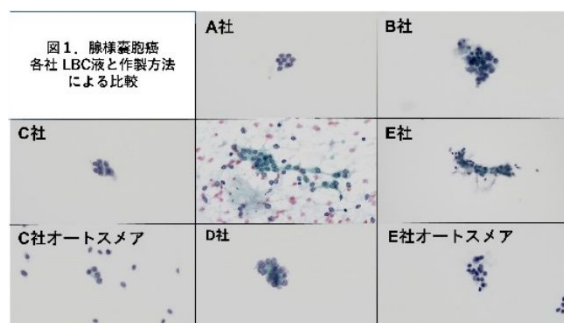 図1．腺様嚢胞癌
各社 LBC液と作製方法
による比較
A社
B社
C社
E社
C社オートスメア
D社
E社オートスメア